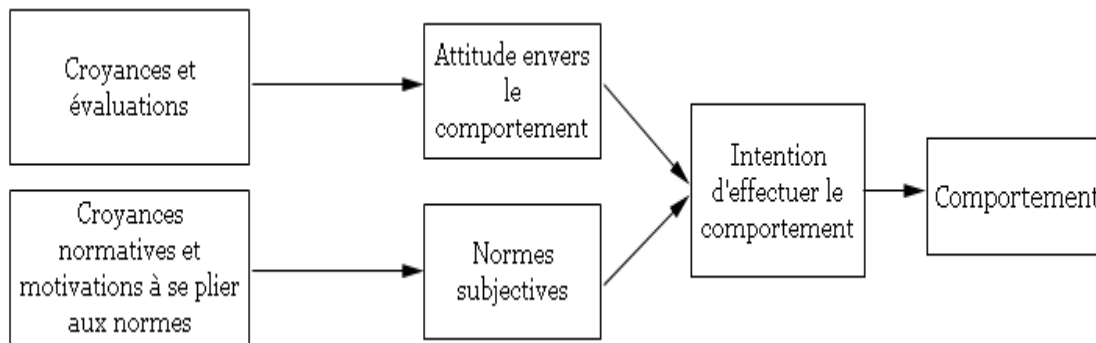 Croyances et
évaluations
Attitude envers
le
comportement
Croyances
normatives et
motivations à se plier
aux normes
Normes
subjectives
Intention
d'effectuer le
comportement
Comportement